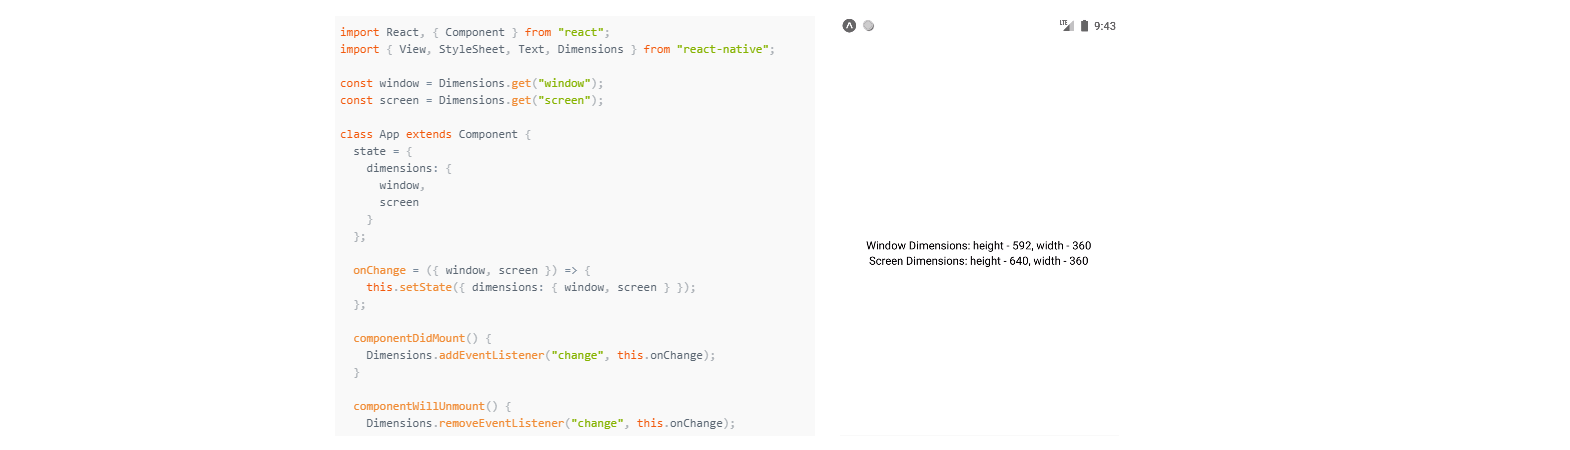 import React, { Component } from "react";
import { View, StyleSheet, Text, Dimensions } from "react-native";
const window = Dimensions.get("window");
const screen = Dimensions.get("screen");
class App extends Component {
state = {
dimensions: {
window,
screen
}
};
onChange = ({ window, screen }) => {
this.setState({ dimensions: { window, screen } });
};
componentDidMount() {
Dimensions.addEventListener("change", this.onChange);
}
componentWillUnmount() {
Dimensions.removeEventListener("change", this.onChange);
LTE 9:43
Window Dimensions: height - 592, width - 360
Screen Dimensions: height - 640, width - 360